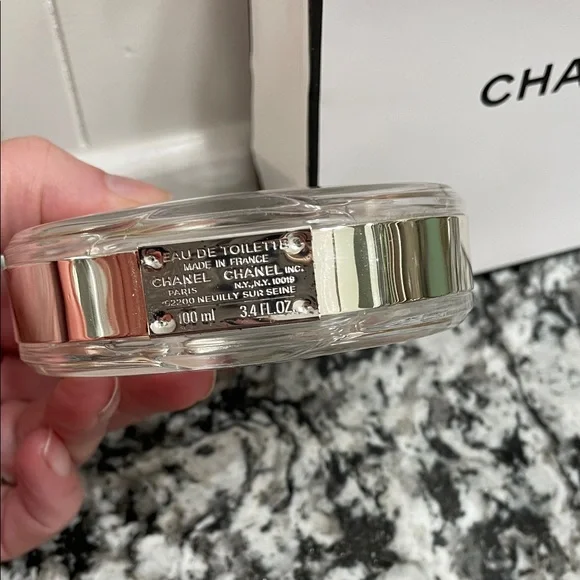 CHA
EAU DE TOILETTE
MADE IN FRANCE
CHANEL CHANEL INC.
PARIS N.Y., N.Y. 10019
92200 NEUILLY SUR SEINE
100 ml 3.4 FL.OZ.